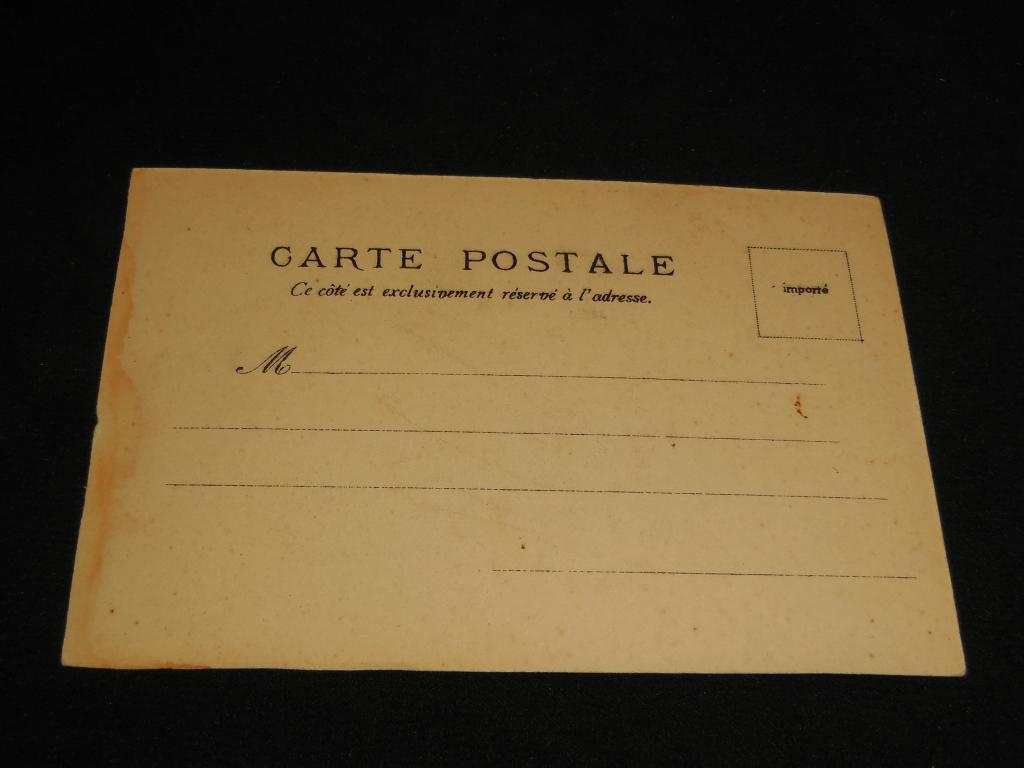 CARTE POSTALE
Ce côté est exclusivement réservé à l'adresse.
importé
M